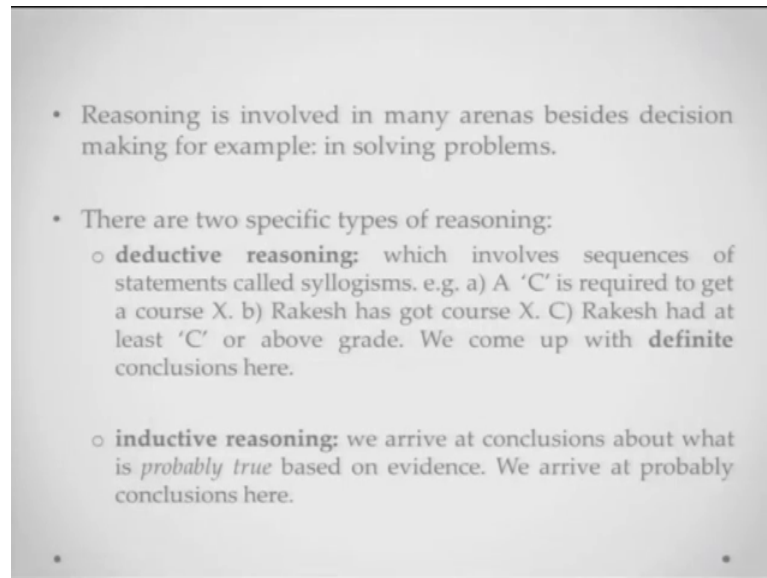 • Reasoning is involved in many arenas besides decision
making for example: in solving problems.
• There are two specific types of reasoning:
o deductive reasoning: which involves sequences of
statements called syllogisms. e.g. a) A ‘C’ is required to get
a course X. b) Rakesh has got course X. C) Rakesh had at
least ‘C’ or above grade. We come up with definite
conclusions here.
o inductive reasoning: we arrive at conclusions about what
is probably true based on evidence. We arrive at probably
conclusions here.